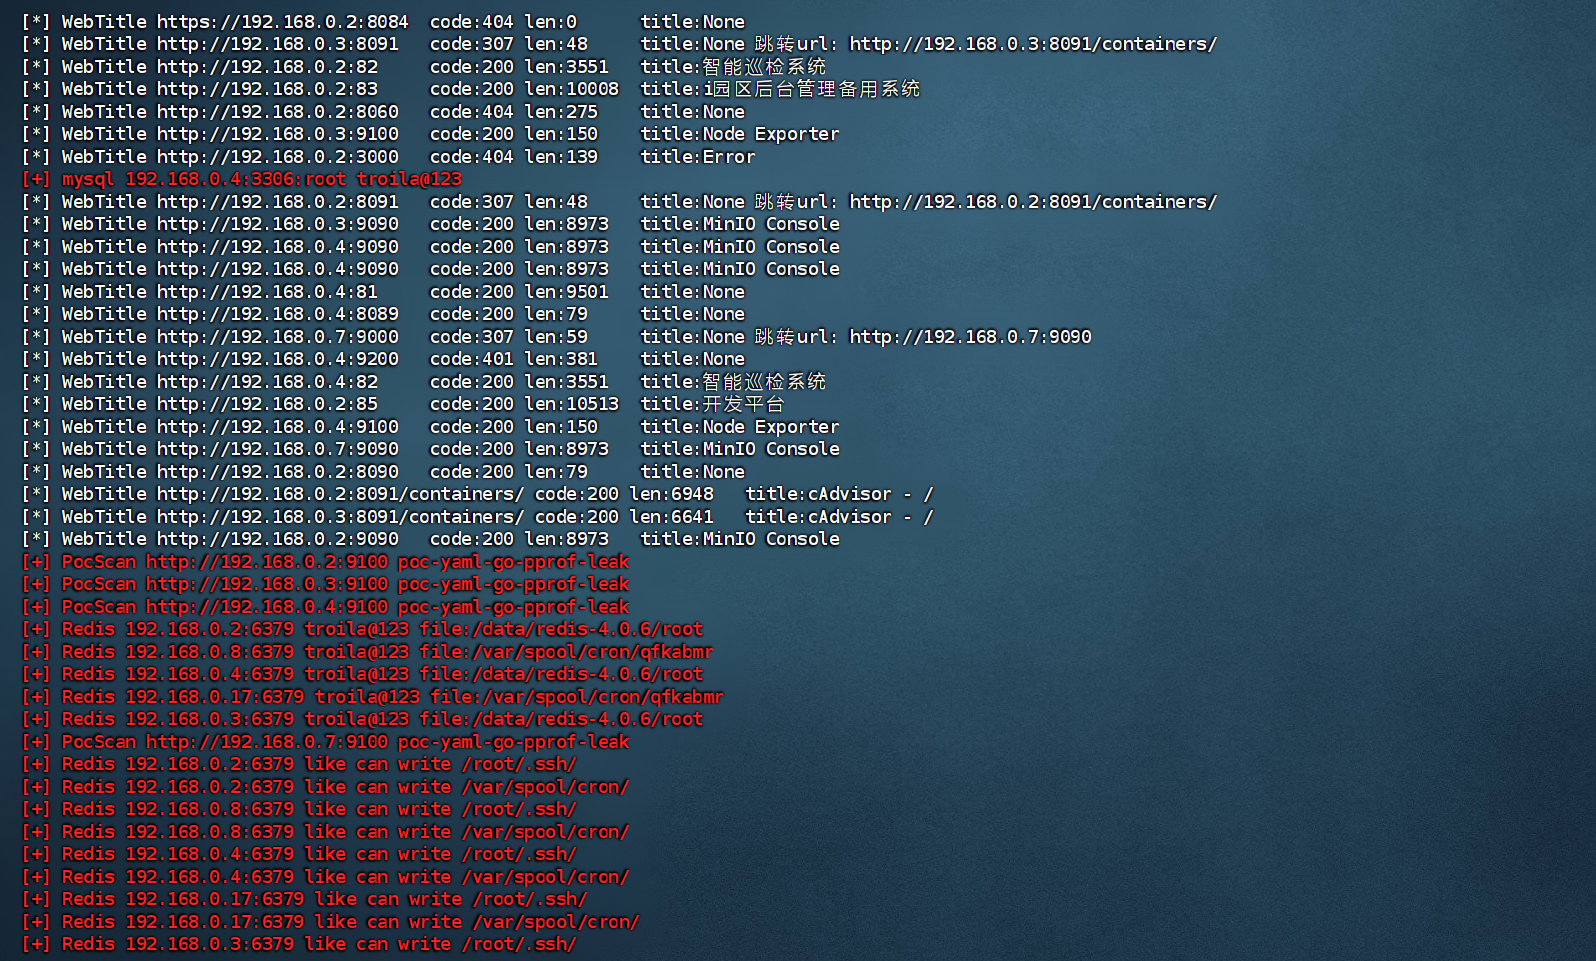 [*] WebTitle https://192.168.0.2:8084  code:404 len:0      title:None
[*] WebTitle http://192.168.0.3:8091   code:307 len:48     title:None 跳转url: http://192.168.0.3:8091/containers/
[*] WebTitle http://192.168.0.2:82     code:200 len:3551   title:智能巡检系统
[*] WebTitle http://192.168.0.2:83     code:200 len:10008  title:i园区后台管理备用系统
[*] WebTitle http://192.168.0.2:8060   code:404 len:275    title:None
[*] WebTitle http://192.168.0.3:9100   code:200 len:150    title:Node Exporter
[*] WebTitle http://192.168.0.2:3000   code:404 len:139    title:Error
[+] mysql 192.168.0.4:3306:root troila@123
[*] WebTitle http://192.168.0.2:8091   code:307 len:48     title:None 跳转url: http://192.168.0.2:8091/containers/
[*] WebTitle http://192.168.0.3:9090   code:200 len:8973   title:MinIO Console
[*] WebTitle http://192.168.0.4:9090   code:200 len:8973   title:MinIO Console
[*] WebTitle http://192.168.0.4:9090   code:200 len:8973   title:MinIO Console
[*] WebTitle http://192.168.0.4:81     code:200 len:9501   title:None
[*] WebTitle http://192.168.0.4:8089   code:200 len:79     title:None
[*] WebTitle http://192.168.0.7:9000   code:307 len:59     title:None 跳转url: http://192.168.0.7:9090
[*] WebTitle http://192.168.0.4:9200   code:401 len:381    title:None
[*] WebTitle http://192.168.0.4:82     code:200 len:3551   title:智能巡检系统
[*] WebTitle http://192.168.0.2:85     code:200 len:10513  title:开发平台
[*] WebTitle http://192.168.0.4:9100   code:200 len:150    title:Node Exporter
[*] WebTitle http://192.168.0.7:9090   code:200 len:8973   title:MinIO Console
[*] WebTitle http://192.168.0.2:8090   code:200 len:79     title:None
[*] WebTitle http://192.168.0.2:8091/containers/ code:200 len:6948   title:cAdvisor - /
[*] WebTitle http://192.168.0.3:8091/containers/ code:200 len:6641   title:cAdvisor - /
[*] WebTitle http://192.168.0.2:9090   code:200 len:8973   title:MinIO Console
[+] PocScan http://192.168.0.2:9100 poc-yaml-go-pprof-leak
[+] PocScan http://192.168.0.3:9100 poc-yaml-go-pprof-leak
[+] PocScan http://192.168.0.4:9100 poc-yaml-go-pprof-leak
[+] Redis 192.168.0.2:6379 troila@123 file:/data/redis-4.0.6/root
[+] Redis 192.168.0.8:6379 troila@123 file:/var/spool/cron/qfkabmr
[+] Redis 192.168.0.4:6379 troila@123 file:/data/redis-4.0.6/root
[+] Redis 192.168.0.17:6379 troila@123 file:/var/spool/cron/qfkabmr
[+] Redis 192.168.0.3:6379 troila@123 file:/data/redis-4.0.6/root
[+] PocScan http://192.168.0.7:9100 poc-yaml-go-pprof-leak
[+] Redis 192.168.0.2:6379 like can write /root/.ssh/
[+] Redis 192.168.0.2:6379 like can write /var/spool/cron/
[+] Redis 192.168.0.8:6379 like can write /root/.ssh/
[+] Redis 192.168.0.8:6379 like can write /var/spool/cron/
[+] Redis 192.168.0.4:6379 like can write /root/.ssh/
[+] Redis 192.168.0.4:6379 like can write /var/spool/cron/
[+] Redis 192.168.0.17:6379 like can write /root/.ssh/
[+] Redis 192.168.0.17:6379 like can write /var/spool/cron/
[+] Redis 192.168.0.3:6379 like can write /root/.ssh/